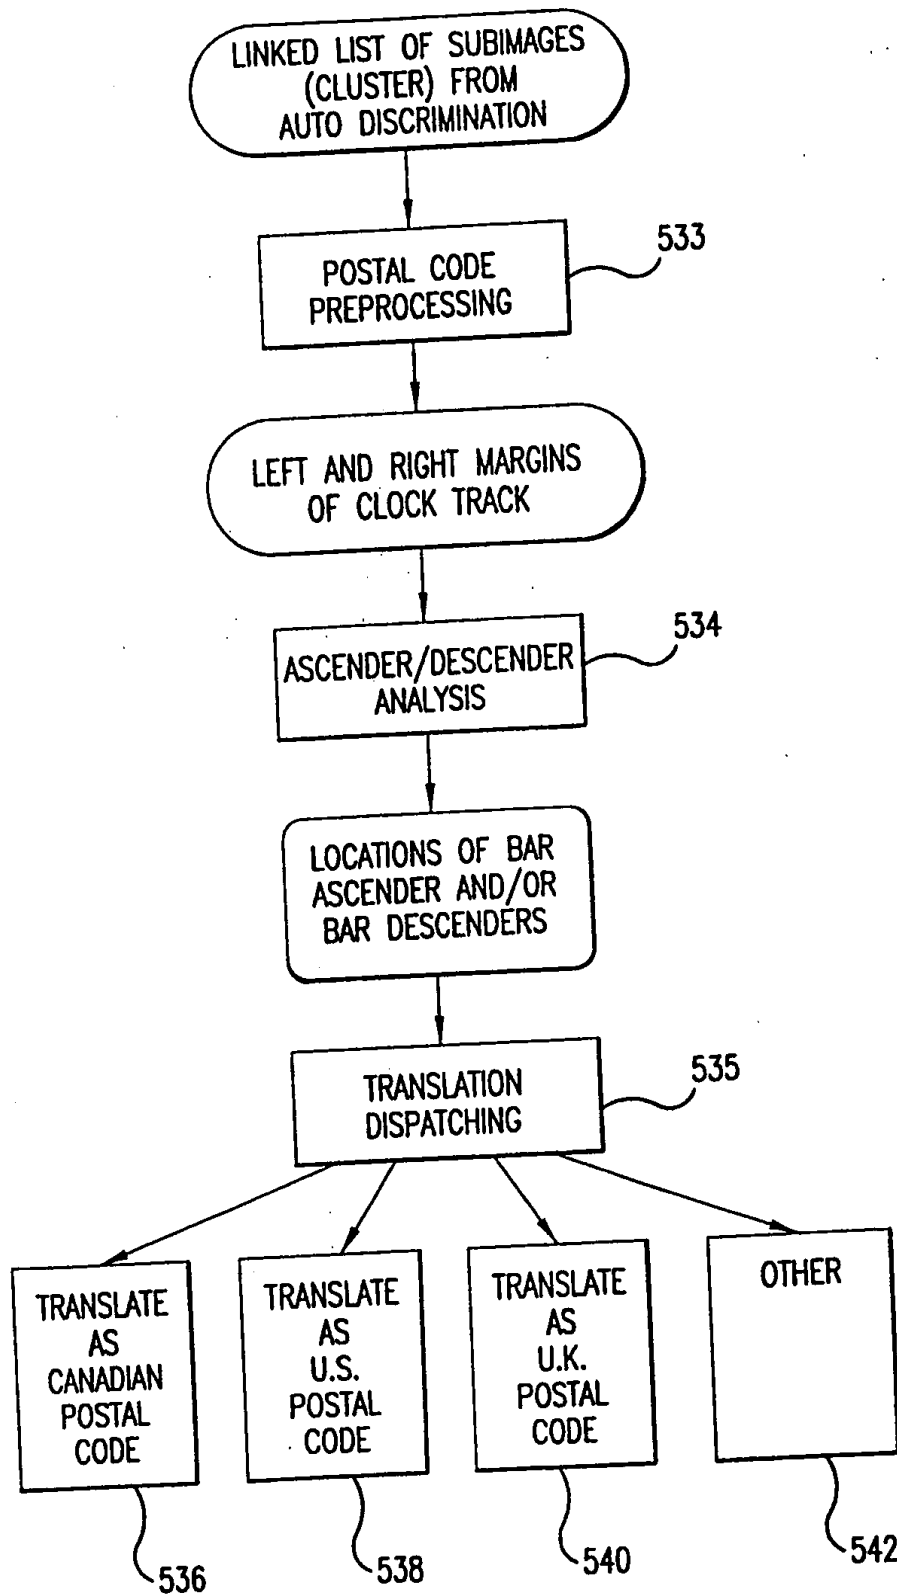 LINKED LIST OF SUBIMAGES
(CLUSTER) FROM
AUTO DISCRIMINATION
533
POSTAL CODE
PREPROCESSING
LEFT AND RIGHT MARGINS
OF CLOCK TRACK
534
ASCENDER/DESCENDER
ANALYSIS
LOCATIONS OF BAR
ASCENDER AND/OR
BAR DESCENDERS
535
TRANSLATION
DISPATCHING
TRANSLATE
AS
CANADIAN
POSTAL
CODE
TRANSLATE
AS
U.S.
POSTAL
CODE
TRANSLATE
AS
U.K.
POSTAL
CODE
OTHER
536
538
540
542